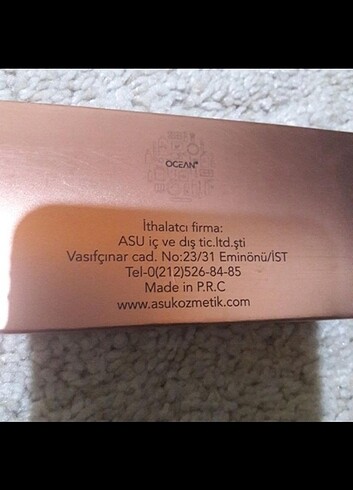 OCEAN
İthalatcı firma:
ASU iç ve dış tic.ltd.şti
Vasıfçınar cad. No:23/31 Eminönü/İST
Tel-0(212)526-84-85
Made in P.R.C
www.asukozmetik.com